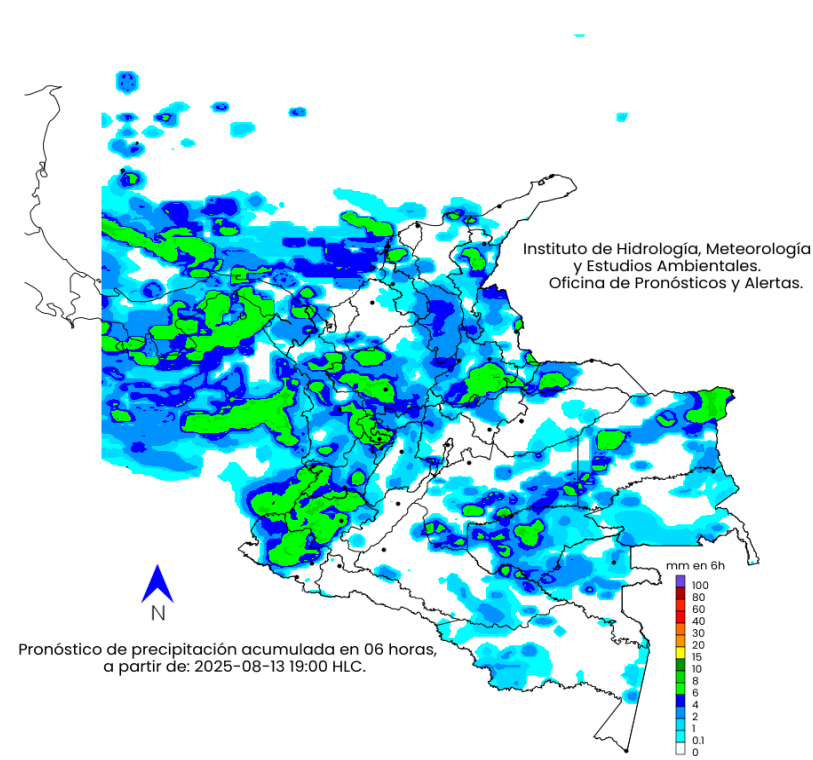 Instituto de Hidrología, Meteorología
y Estudios Ambientales.
Oficina de Pronósticos y Alertas.
mm en 6h
100
80
60
40
30
20
15
10
8
6
4
2
1
0.1
0
N
Pronóstico de precipitación acumulada en 06 horas,
a partir de: 2025-08-13 19:00 HLC.